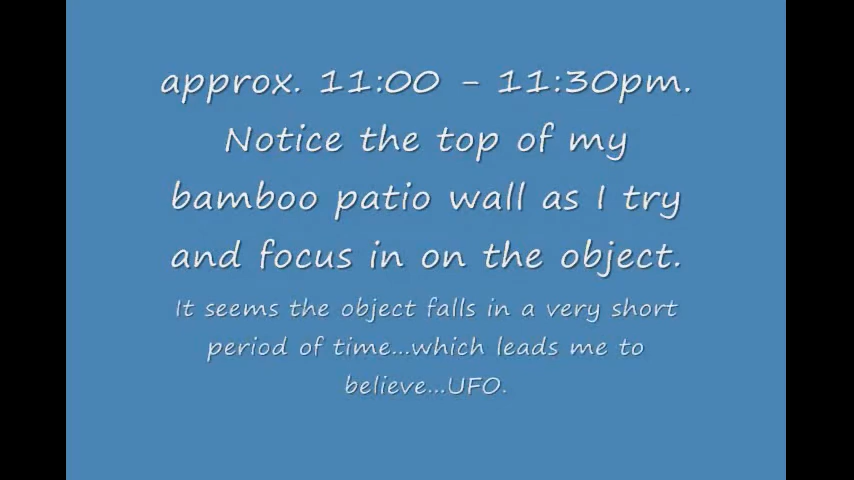 approx. 11:00 - 11:30pm.
Notice the top of my
bamboo patio wall as I try
and focus in on the object.
It seems the object falls in a very short
period of time...which leads me to
believe...UFO.